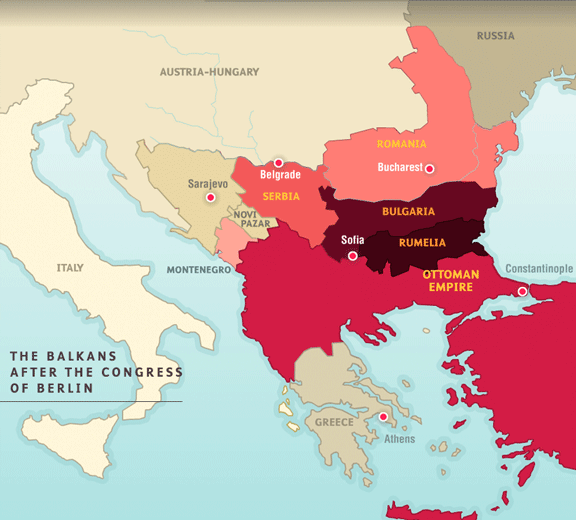 RUSSIA
AUSTRIA-HUNGARY
ROMANIA
Bucharest
Belgrade
Sarajevo
SERBIA
BULGARIA
NOVI
PAZAR
Sofia
RUMELIA
ITALY
MONTENEGRO
Constantinople
OTTOMAN
EMPIRE
THE BALKANS
AFTER THE CONGRESS
OF BERLIN
GREECE
Athens